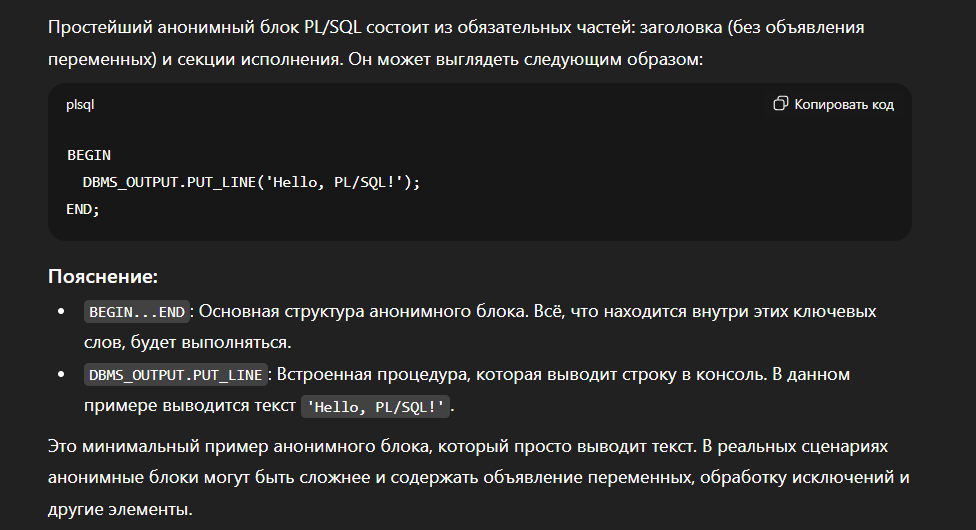 Простейший анонимный блок PL/SQL состоит из обязательных частей: заголовка (без объявления
переменных) и секции исполнения. Он может выглядеть следующим образом:
plsql
Копировать код
BEGIN
  DBMS_OUTPUT.PUT_LINE('Hello, PL/SQL!');
END;
Пояснение:
• BEGIN...END: Основная структура анонимного блока. Всё, что находится внутри этих ключевых
слов, будет выполняться.
• DBMS_OUTPUT.PUT_LINE: Встроенная процедура, которая выводит строку в консоль. В данном
примере выводится текст 'Hello, PL/SQL!'.
Это минимальный пример анонимного блока, который просто выводит текст. В реальных сценариях
анонимные блоки могут быть сложнее и содержать объявление переменных, обработку исключений и
другие элементы.